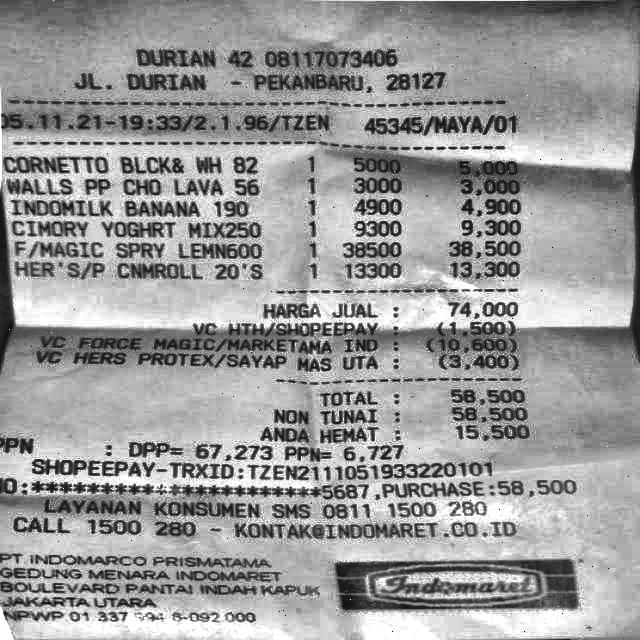 DURIAN 42 08117073406
JL. DURIAN - PEKANBARU, 28127
05.11.21-19:33/2.1.96/TZEN 45345/MAYA/01
CORNETTO BLCK& WH 82 1 5000 5,000
WALLS PP CHO LAVA 56 1 3000 3,000
INDOMILK BANANA 190 1 4900 4,900
CIMORY YOGHRT MIX250 1 9300 9,300
F/MAGIC SPRY LEMN600 1 38500 38,500
HER'S/P CNMROLL 20'S 1 13300 13,300
HARGA JUAL : 74,000
VC HTH/SHOPEEPAY : (1,500)
VC FORCE MAGIC/MARKETAMA IND : (10,600)
VC HERS PROTEX/SAYAP MAS UTA : (3,400)
TOTAL : 58,500
NON TUNAI : 58,500
ANDA HEMAT : 15,500
PPN : DPP= 67,273 PPN= 6,727
SHOPEEPAY-TRXID:TZEN2111051933220101
NO:**********************5687,PURCHASE:58,500
LAYANAN KONSUMEN SMS 0811 1500 280
CALL 1500 280 - KONTAK@INDOMARET.CO.ID
PT INDOMARCO PRISMATAMA
GEDUNG MENARA INDOMARET
BOULEVARD PANTAI INDAH KAPUK
JAKARTA UTARA
NPWP 01 337 994 6-092 000
Indomaret